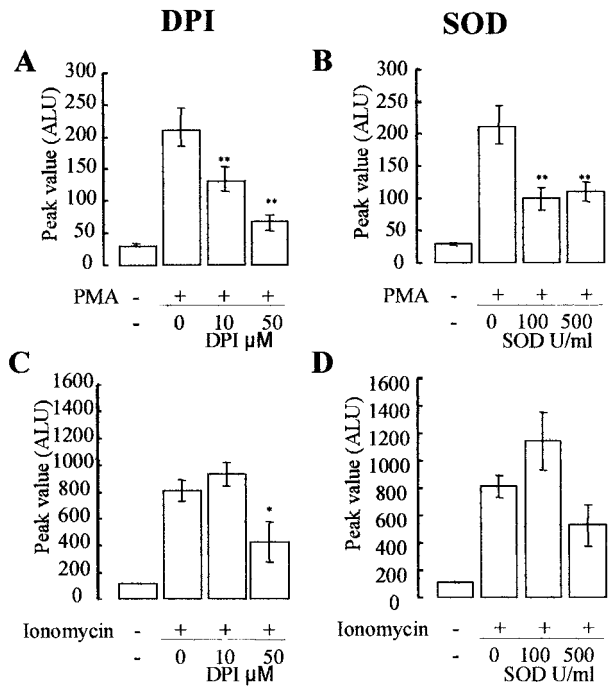 DPI
SOD
A
Peak value (ALU)
300
250
200
150
100
50
0
**
**
PMA - + + +
- 0 10 50
DPI µM
B
Peak value (ALU)
300
250
200
150
100
50
0
**
**
PMA - + + +
- 0 100 500
SOD U/ml
C
Peak value (ALU)
1600
1400
1200
1000
800
600
400
200
0
*
Ionomycin - + + +
- 0 10 50
DPI µM
D
Peak value (ALU)
1600
1400
1200
1000
800
600
400
200
0
Ionomycin - + + +
- 0 100 500
SOD U/ml